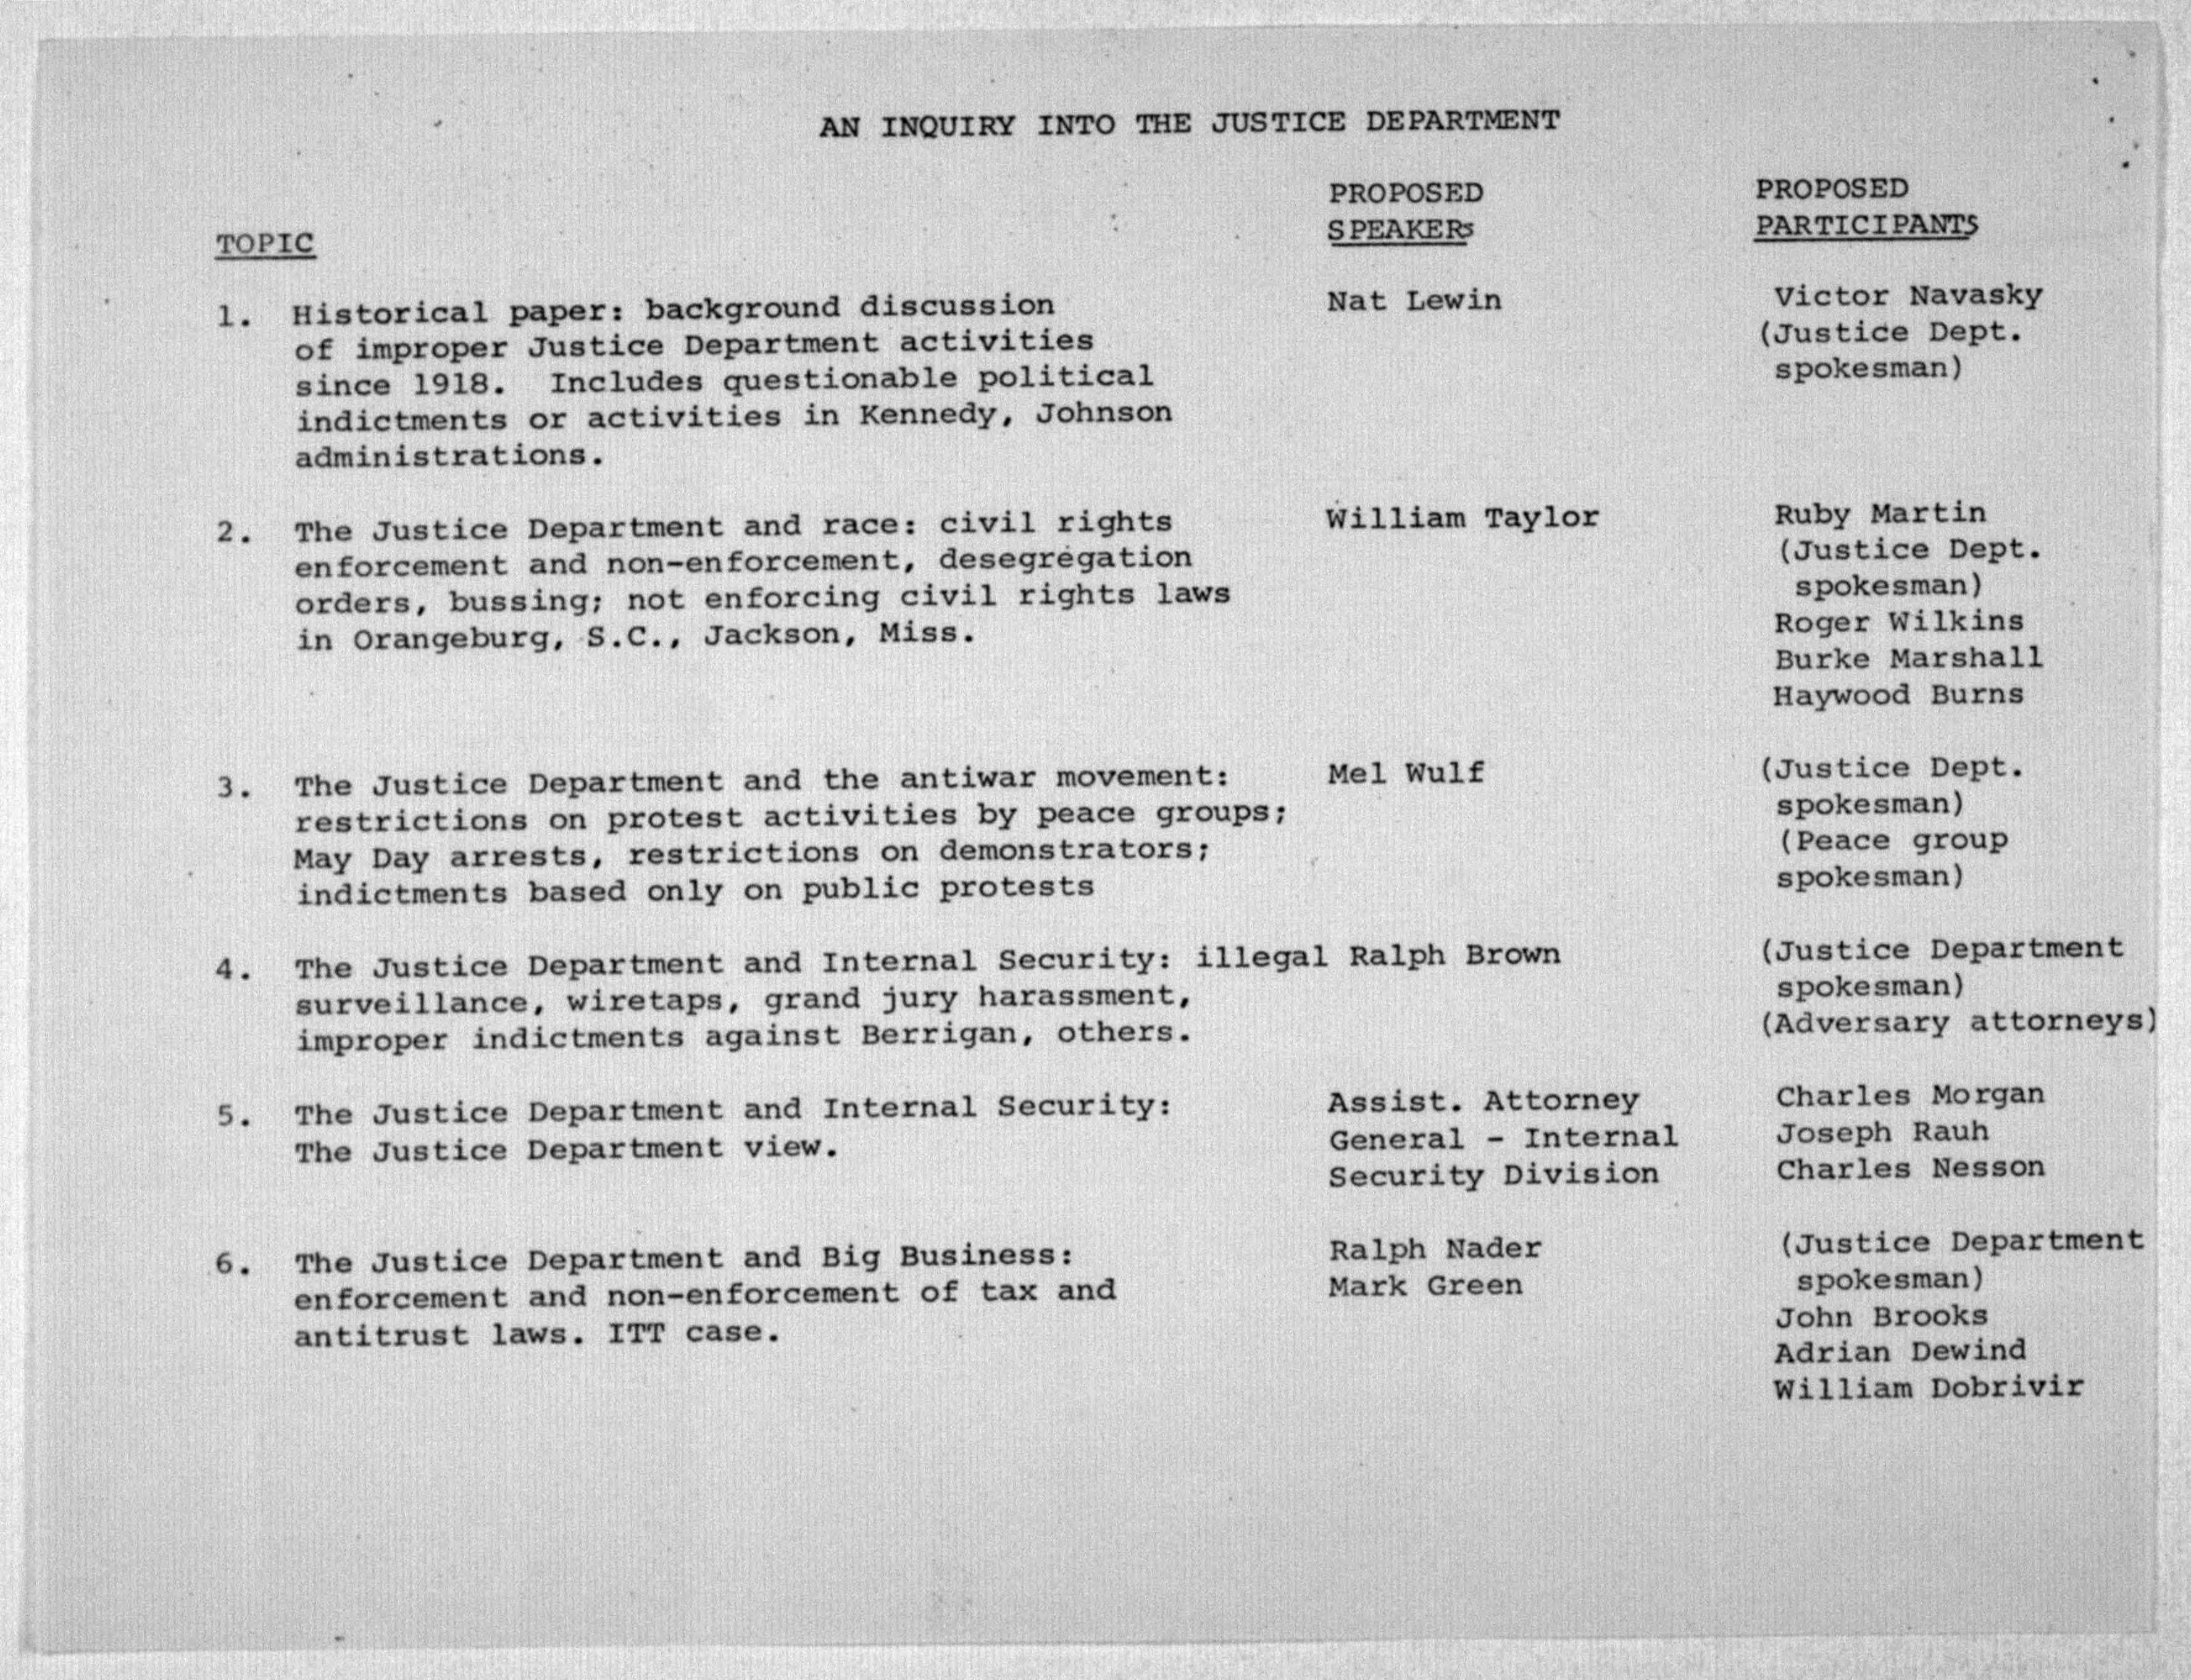 AN INQUIRY INTO THE JUSTICE DEPARTMENT
PROPOSED PROPOSED
TOPIC SPEAKERS PARTICIPANTS
1. Historical paper: background discussion Nat Lewin Victor Navasky
of improper Justice Department activities (Justice Dept.
since 1918. Includes questionable political spokesman)
indictments or activities in Kennedy, Johnson
administrations.
2. The Justice Department and race: civil rights William Taylor Ruby Martin
enforcement and non-enforcement, desegregation (Justice Dept.
orders, bussing; not enforcing civil rights laws spokesman)
in Orangeburg, S.C., Jackson, Miss. Roger Wilkins
Burke Marshall
Haywood Burns
3. The Justice Department and the antiwar movement: Mel Wulf (Justice Dept.
restrictions on protest activities by peace groups; spokesman)
May Day arrests, restrictions on demonstrators; (Peace group
indictments based only on public protests spokesman)
4. The Justice Department and Internal Security: illegal Ralph Brown (Justice Department
surveillance, wiretaps, grand jury harassment, spokesman)
improper indictments against Berrigan, others. (Adversary attorneys)
5. The Justice Department and Internal Security: Assist. Attorney Charles Morgan
The Justice Department view. General - Internal Joseph Rauh
Security Division Charles Nesson
6. The Justice Department and Big Business: Ralph Nader (Justice Department
enforcement and non-enforcement of tax and Mark Green spokesman)
antitrust laws. ITT case. John Brooks
Adrian Dewind
William Dobrivir